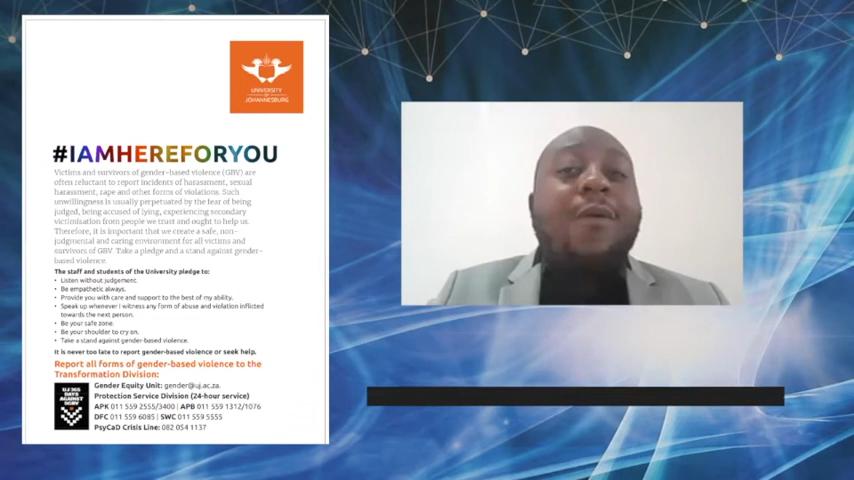 UNIVERSITY
OF
JOHANNESBURG
#IAMHEREFORYOU
Victims and survivors of gender-based violence (GBV) are
often reluctant to report incidents of harassment, sexual
harassment, rape and other forms of violations. Such
unwillingness is usually perpetuated by the fear of being
judged, being accused of lying, experiencing secondary
victimisation from people we trust and ought to help us.
Therefore, it is important that we create a safe, non-
judgmental and caring environment for all victims and
survivors of GBV. Take a pledge and a stand against gender-
based violence.
The staff and students of the University pledge to:
• Listen without judgement.
• Be empathetic always.
• Provide you with care and support to the best of my ability.
• Speak up whenever I witness any form of abuse and violation inflicted
towards the next person.
• Be your safe zone.
• Be your shoulder to cry on.
• Take a stand against gender-based violence.
It is never too late to report gender-based violence or seek help.
Report all forms of gender-based violence to the
Transformation Division:
UJ 365
DAYS
AGAINST
GBV
Gender Equity Unit: gender@uj.ac.za.
Protection Service Division (24-hour service)
APK 011 559 2555/3400 | APB 011 559 1312/1076
DFC 011 559 6085 | SWC 011 559 5555
PsyCaD Crisis Line: 082 054 1137